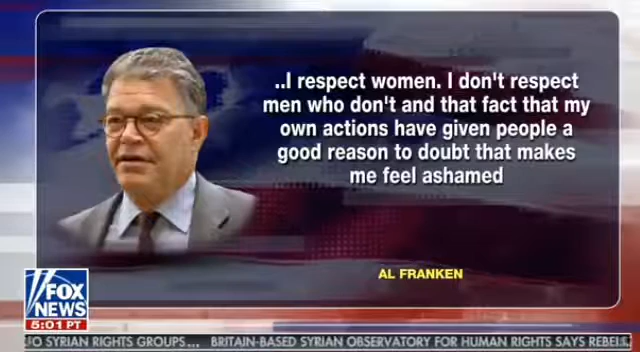 ..I respect women. I don't respect
men who don't and that fact that my
own actions have given people a
good reason to doubt that makes
me feel ashamed
AL FRANKEN
FOX
NEWS
5:01 PT
O SYRIAN RIGHTS GROUPS... BRITAIN-BASED SYRIAN OBSERVATORY FOR HUMAN RIGHTS SAYS REBEL